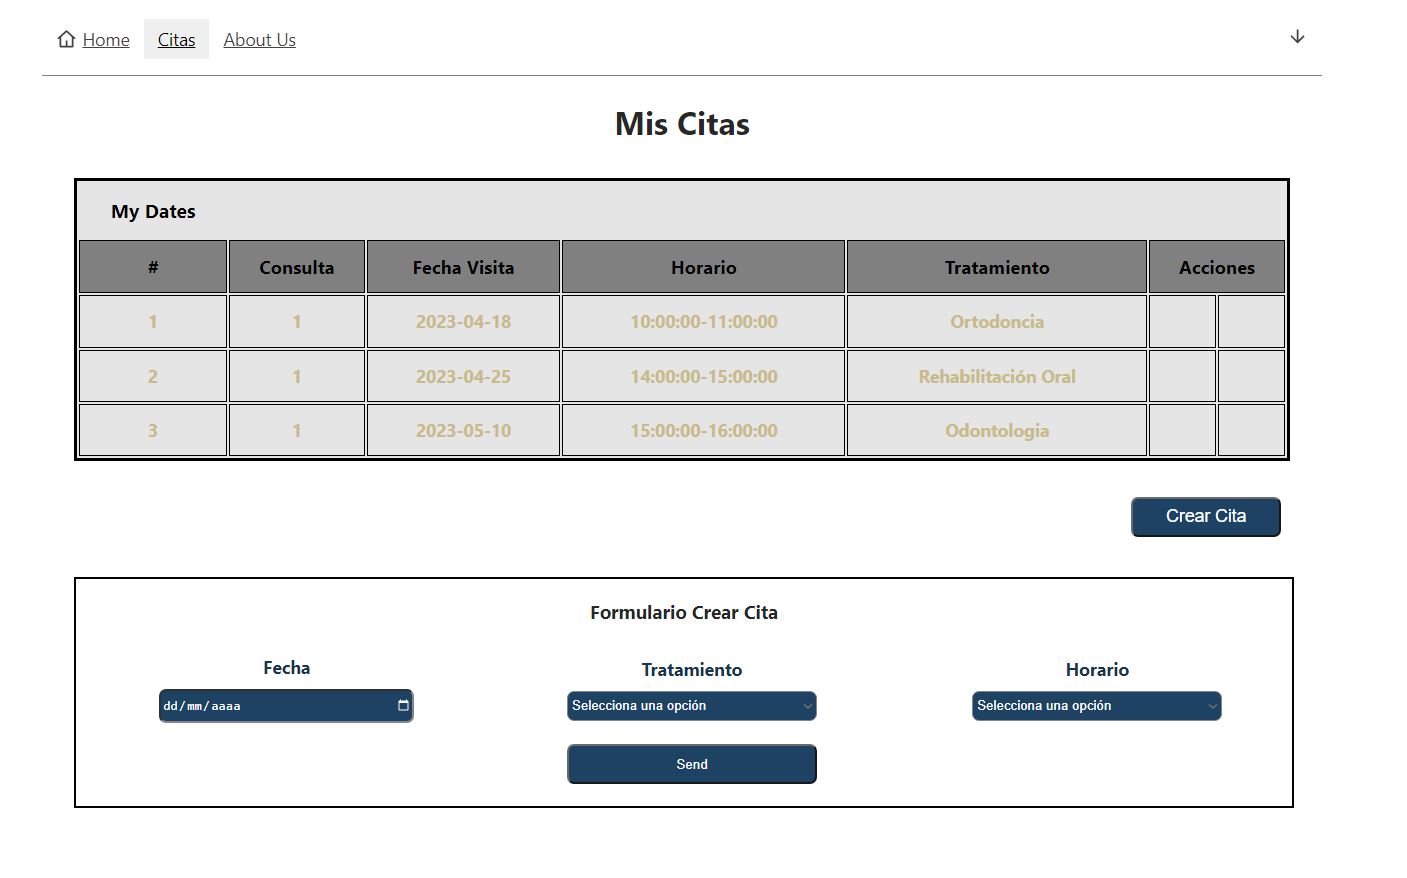 Home Citas About Us
Mis Citas
My Dates
# Consulta Fecha Visita Horario Tratamiento Acciones
1 1 2023-04-18 10:00:00-11:00:00 Ortodoncia
2 1 2023-04-25 14:00:00-15:00:00 Rehabilitación Oral
3 1 2023-05-10 15:00:00-16:00:00 Odontologia
Crear Cita
Formulario Crear Cita
Fecha Tratamiento Horario
dd/mm/aaaa Selecciona una opción Selecciona una opción
Send